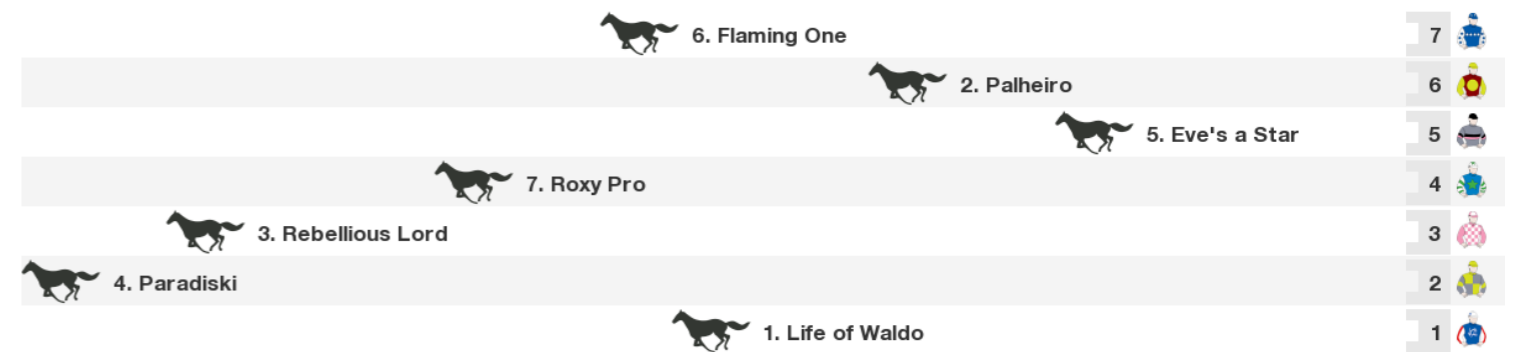 6. Flaming One 7
2. Palheiro 6
5. Eve's a Star 5
7. Roxy Pro 4
3. Rebellious Lord 3
4. Paradiski 2
1. Life of Waldo 1